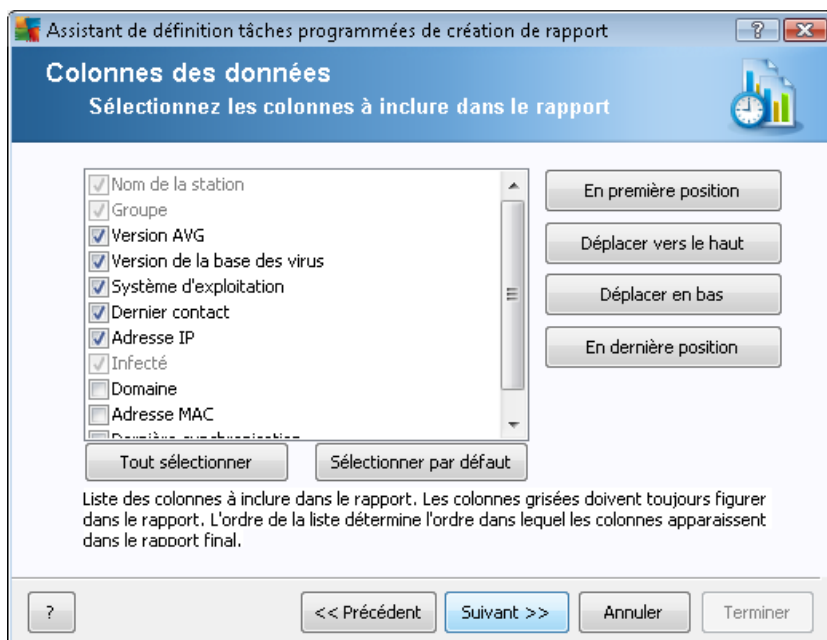 Assistant de définition tâches programmées de création de rapport
Colonnes des données
Sélectionnez les colonnes à inclure dans le rapport
Nom de la station
Groupe
Version AVG
Version de la base des virus
Système d'exploitation
Dernier contact
Adresse IP
Infecté
Domaine
Adresse MAC
Dernière synchronisation
En première position
Déplacer vers le haut
Déplacer en bas
En dernière position
Tout sélectionner
Sélectionner par défaut
Liste des colonnes à inclure dans le rapport. Les colonnes grisées doivent toujours figurer
dans le rapport. L'ordre de la liste détermine l'ordre dans lequel les colonnes apparaissent
dans le rapport final.
?
<< Précédent
Suivant >>
Annuler
Terminer